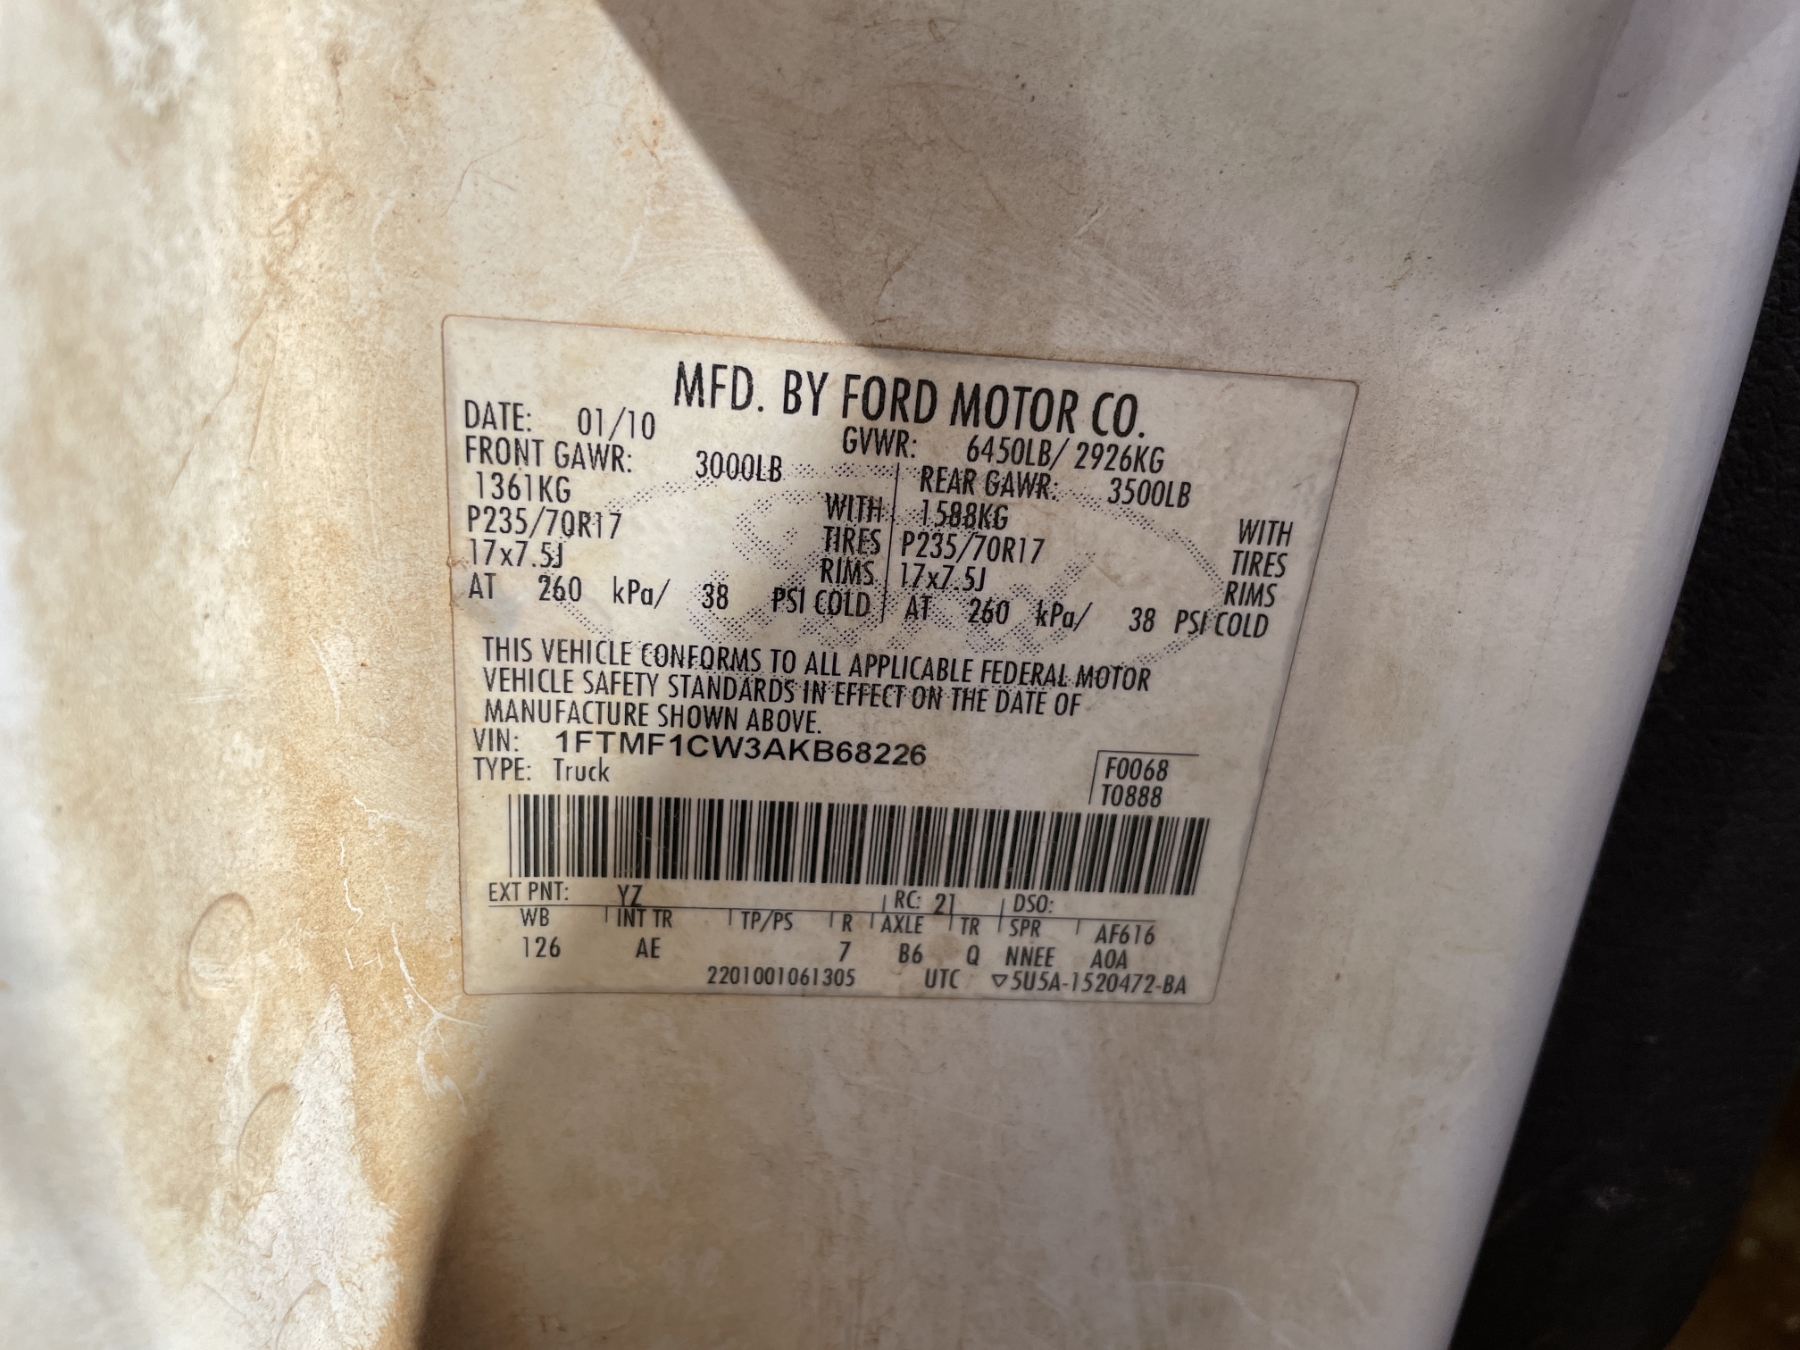 MFD. BY FORD MOTOR CO.
DATE: 01/10 GVWR: 6450LB/ 2926KG
FRONT GAWR: 3000LB REAR GAWR: 3500LB
1361KG WITH 1588KG WITH
P235/70R17 TIRES P235/70R17 TIRES
17x7.5J RIMS 17x7.5J RIMS
AT 260 kPa/ 38 PSI COLD AT 260 kPa/ 38 PSI COLD
THIS VEHICLE CONFORMS TO ALL APPLICABLE FEDERAL MOTOR
VEHICLE SAFETY STANDARDS IN EFFECT ON THE DATE OF
MANUFACTURE SHOWN ABOVE.
VIN: 1FTMF1CW3AKB68226
TYPE: Truck F0068
T0888
EXT PNT: YZ RC: 21 DSO:
WB INT TR TP/PS R AXLE TR SPR AF616
126 AE 7 B6 Q NNEE A0A
2201001061305 UTC ▽5U5A-1520472-BA